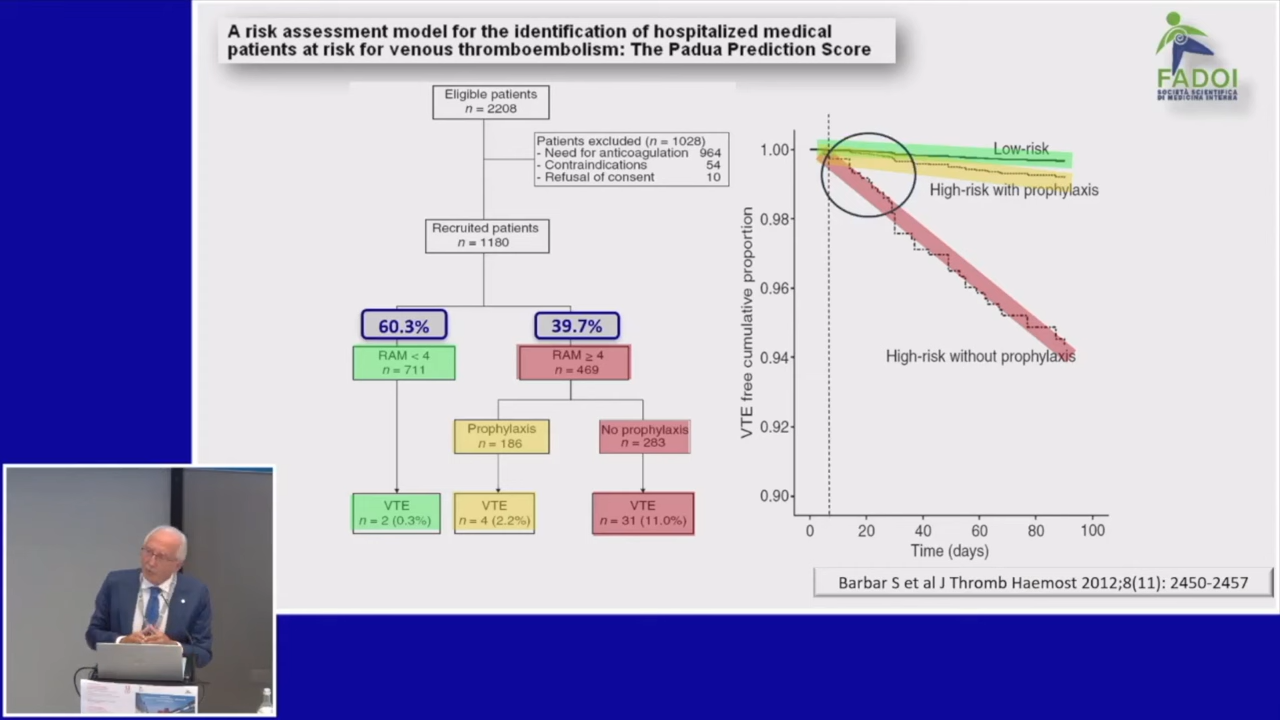 A risk assessment model for the identification of hospitalized medical
patients at risk for venous thromboembolism: The Padua Prediction Score
FADOI
SOCIETÀ SCIENTIFICA
DI MEDICINA INTERNA
Eligible patients
n = 2208
Patients excluded (n = 1028)
- Need for anticoagulation 964
- Contraindications 54
- Refusal of consent 10
Recruited patients
n = 1180
60.3%
39.7%
RAM < 4
n = 711
RAM ≥ 4
n = 469
Prophylaxis
n = 186
No prophylaxis
n = 283
VTE
n = 2 (0.3%)
VTE
n = 4 (2.2%)
VTE
n = 31 (11.0%)
VTE free cumulative proportion
1.00
0.98
0.96
0.94
0.92
0.90
Low-risk
High-risk with prophylaxis
High-risk without prophylaxis
0 20 40 60 80 100
Time (days)
Barbar S et al J Thromb Haemost 2012;8(11): 2450-2457